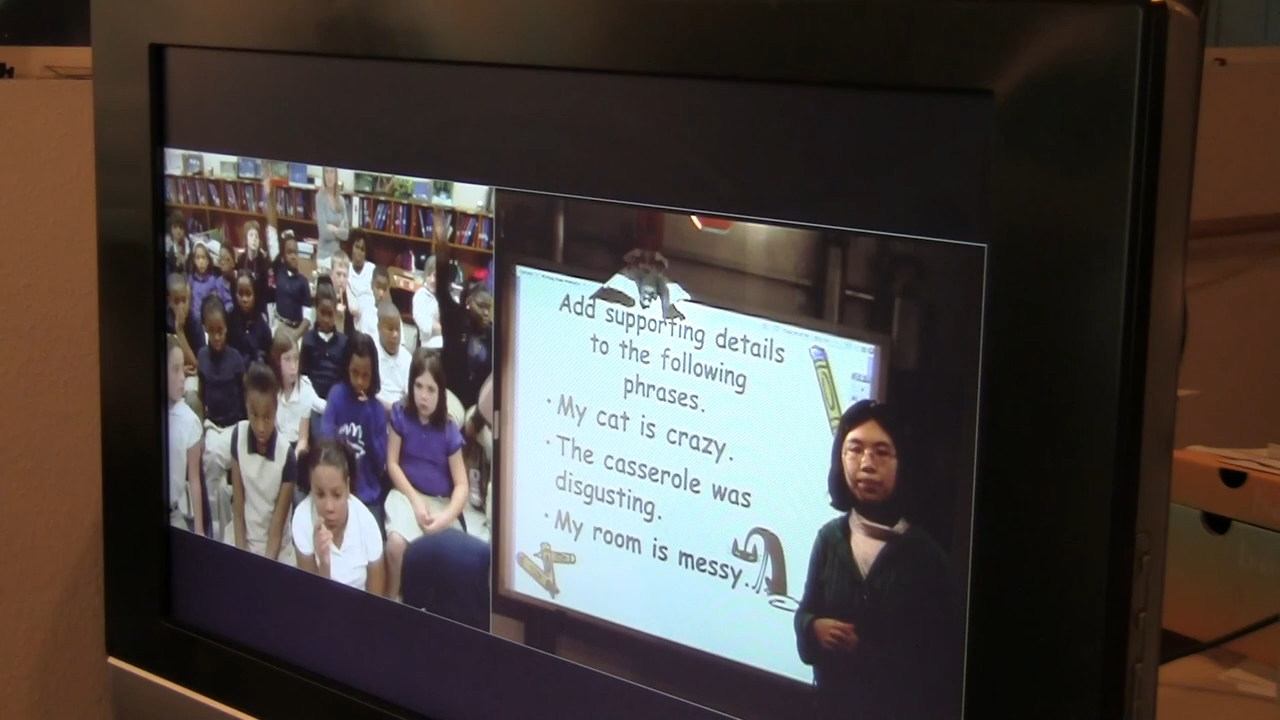 Add supporting details
to the following
phrases.
· My cat is crazy.
· The casserole was
disgusting.
· My room is messy.